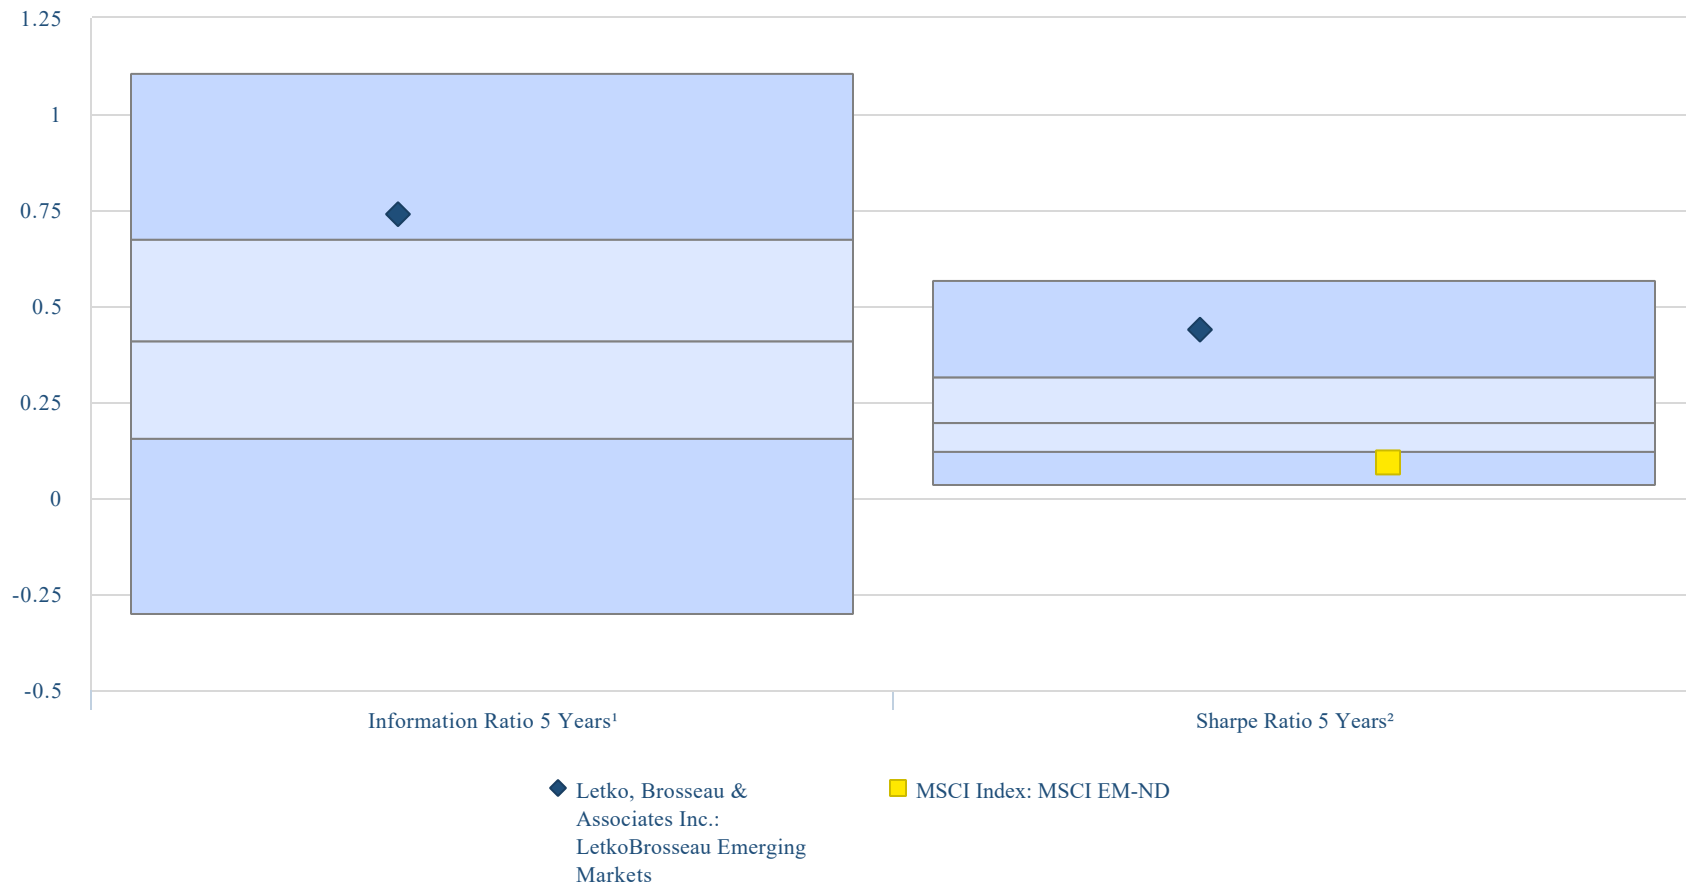 1.25
1
0.75
0.5
0.25
0
-0.25
-0.5
Information Ratio 5 Years¹
Sharpe Ratio 5 Years²
Letko, Brosseau &
Associates Inc.:
LetkoBrosseau Emerging
Markets
MSCI Index: MSCI EM-ND